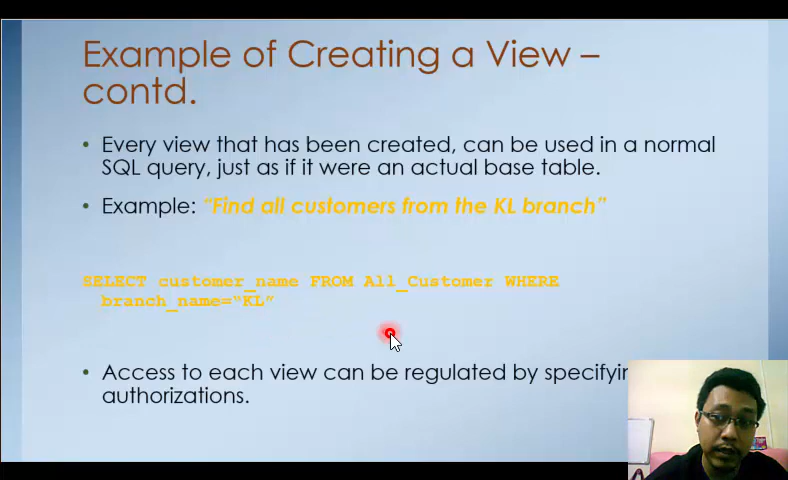 Example of Creating a View –
contd.
• Every view that has been created, can be used in a normal
SQL query, just as if it were an actual base table.
• Example: “Find all customers from the KL branch”
SELECT customer_name FROM All_Customer WHERE
branch_name=“KL”
• Access to each view can be regulated by
authorizations.